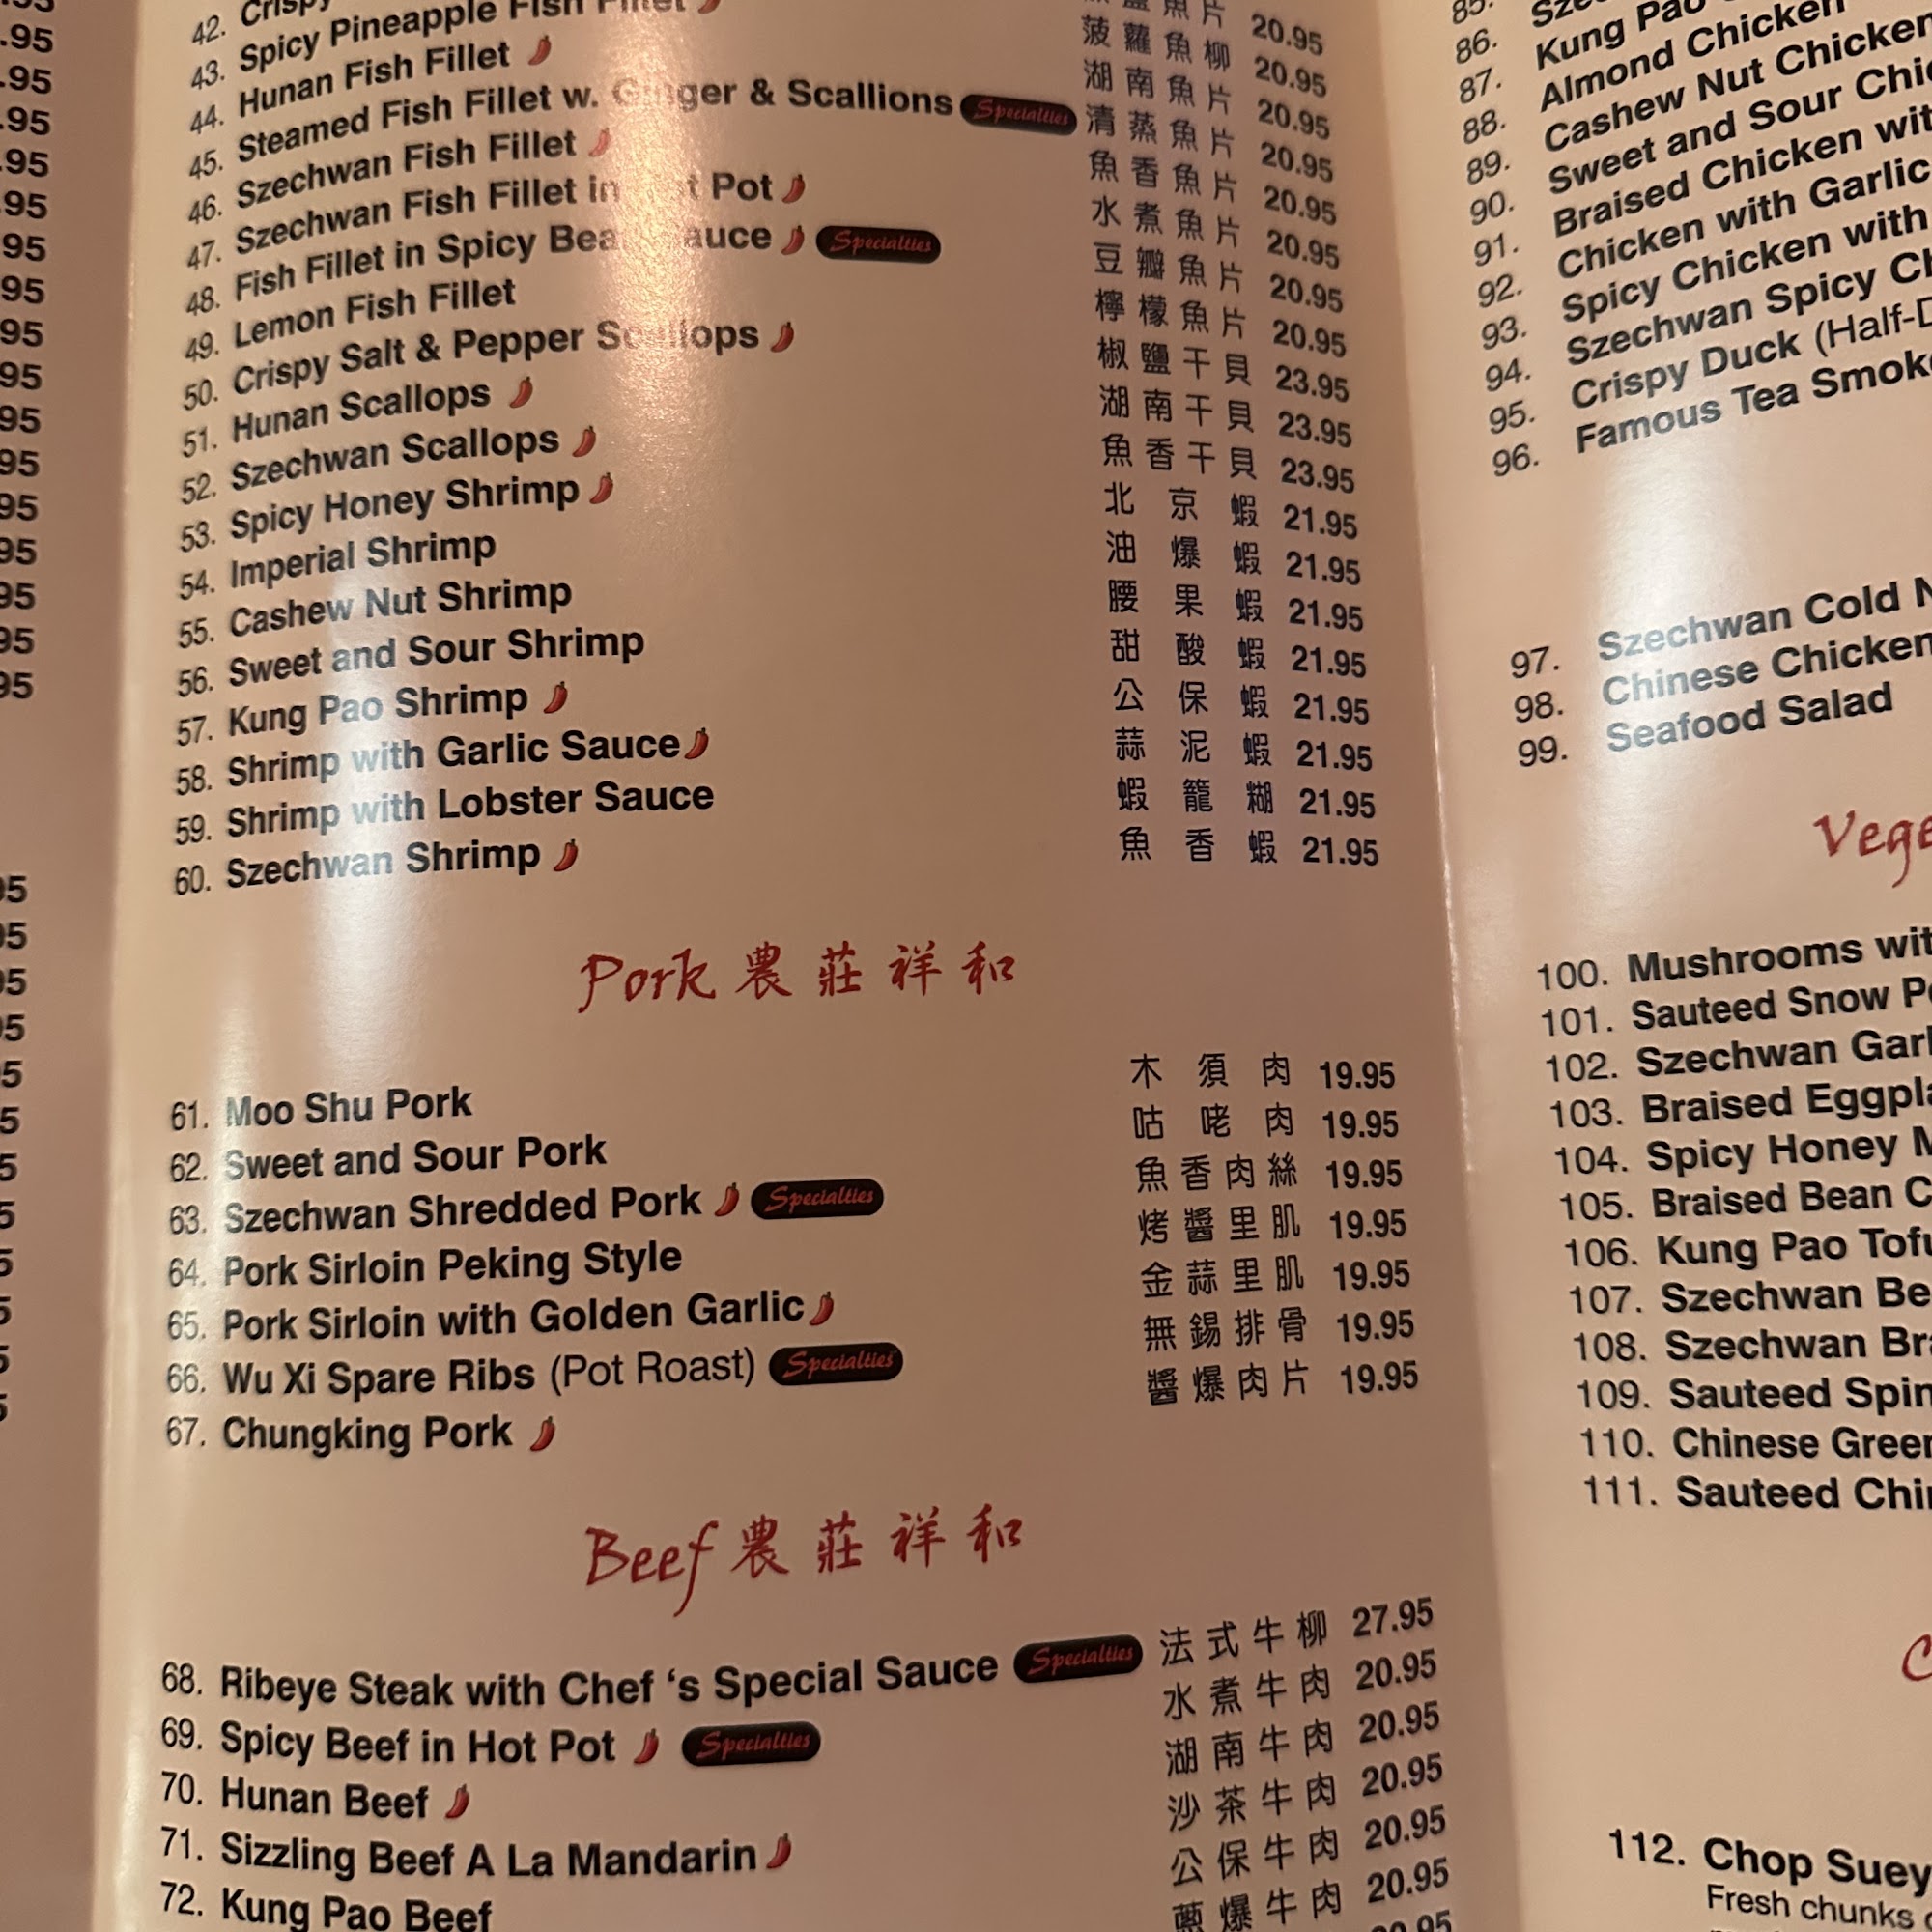 42. Crispy 鹽魚片 20.95
43. Spicy Pineapple Fish Fillet 菠蘿魚柳 20.95
44. Hunan Fish Fillet 湖南魚片 20.95
45. Steamed Fish Fillet w. Ginger & Scallions Specialties 清蒸魚片 20.95
46. Szechwan Fish Fillet 魚香魚片 20.95
47. Szechwan Fish Fillet in Hot Pot 水煮魚片 20.95
48. Fish Fillet in Spicy Bean Sauce Specialties 豆瓣魚片 20.95
49. Lemon Fish Fillet 檸檬魚片 20.95
50. Crispy Salt & Pepper Scallops 椒鹽干貝 23.95
51. Hunan Scallops 湖南干貝 23.95
52. Szechwan Scallops 魚香干貝 23.95
53. Spicy Honey Shrimp 北京蝦 21.95
54. Imperial Shrimp 油爆蝦 21.95
55. Cashew Nut Shrimp 腰果蝦 21.95
56. Sweet and Sour Shrimp 甜酸蝦 21.95
57. Kung Pao Shrimp 公保蝦 21.95
58. Shrimp with Garlic Sauce 蒜泥蝦 21.95
59. Shrimp with Lobster Sauce 蝦籠糊 21.95
60. Szechwan Shrimp 魚香蝦 21.95
Pork 農莊祥和
61. Moo Shu Pork 木須肉 19.95
62. Sweet and Sour Pork 咕咾肉 19.95
63. Szechwan Shredded Pork Specialties 魚香肉絲 19.95
64. Pork Sirloin Peking Style 烤醬里肌 19.95
65. Pork Sirloin with Golden Garlic 金蒜里肌 19.95
66. Wu Xi Spare Ribs (Pot Roast) Specialties 無錫排骨 19.95
67. Chungking Pork 醬爆肉片 19.95
Beef 農莊祥和
68. Ribeye Steak with Chef 's Special Sauce Specialties 法式牛柳 27.95
69. Spicy Beef in Hot Pot Specialties 水煮牛肉 20.95
70. Hunan Beef 湖南牛肉 20.95
71. Sizzling Beef A La Mandarin 沙茶牛肉 20.95
72. Kung Pao Beef 公保牛肉 20.95
蔥爆牛肉 20.95
85.
86. Kung Pao
87. Almond Chicken
88. Cashew Nut Chicken
89. Sweet and Sour
90. Braised Chicken
91. Chicken with Garlic
92. Spicy Chicken with
93. Szechwan Spicy
94. Crispy Duck
95. Famous Tea
96.
97. Szechwan Cold
98. Chinese Chicken
99. Seafood Salad
100. Mushrooms
101. Sauteed Snow
102. Szechwan
103. Braised
104. Spicy Honey
105. Braised Bean
106. Kung Pao
107. Szechwan
108. Szechwan
109. Sauteed
110. Chinese
111. Sauteed
112. Chop Suey
Fresh chunks